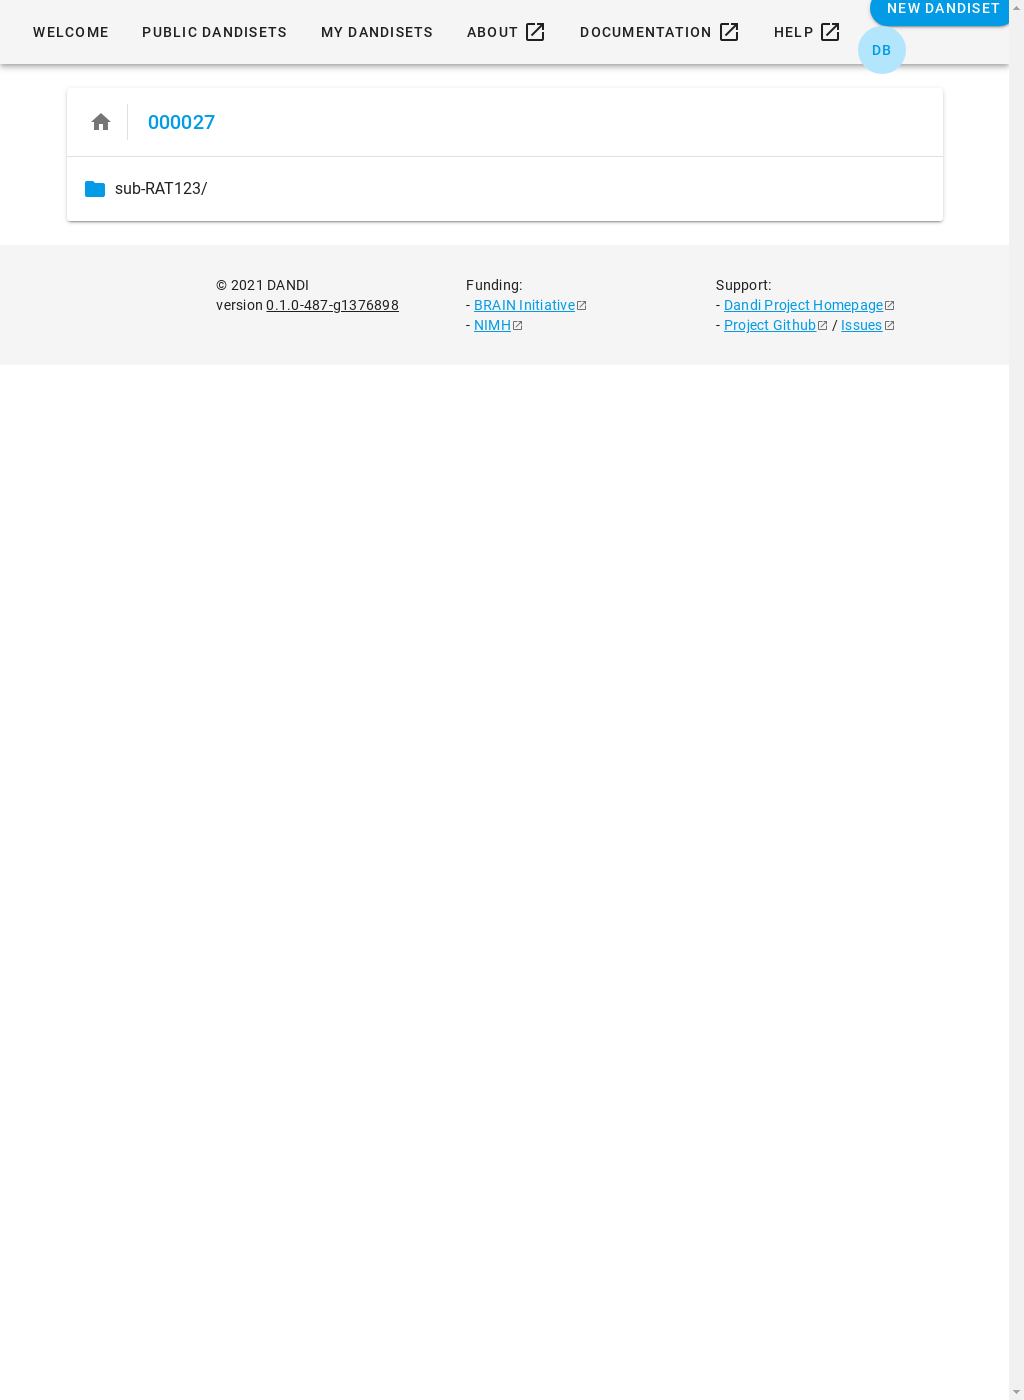 NEW DANDISET
WELCOME PUBLIC DANDISETS MY DANDISETS ABOUT DOCUMENTATION HELP
DB
000027
sub-RAT123/
© 2021 DANDI
version 0.1.0-487-g1376898
Funding:
- BRAIN Initiative
- NIMH
Support:
- Dandi Project Homepage
- Project Github / Issues